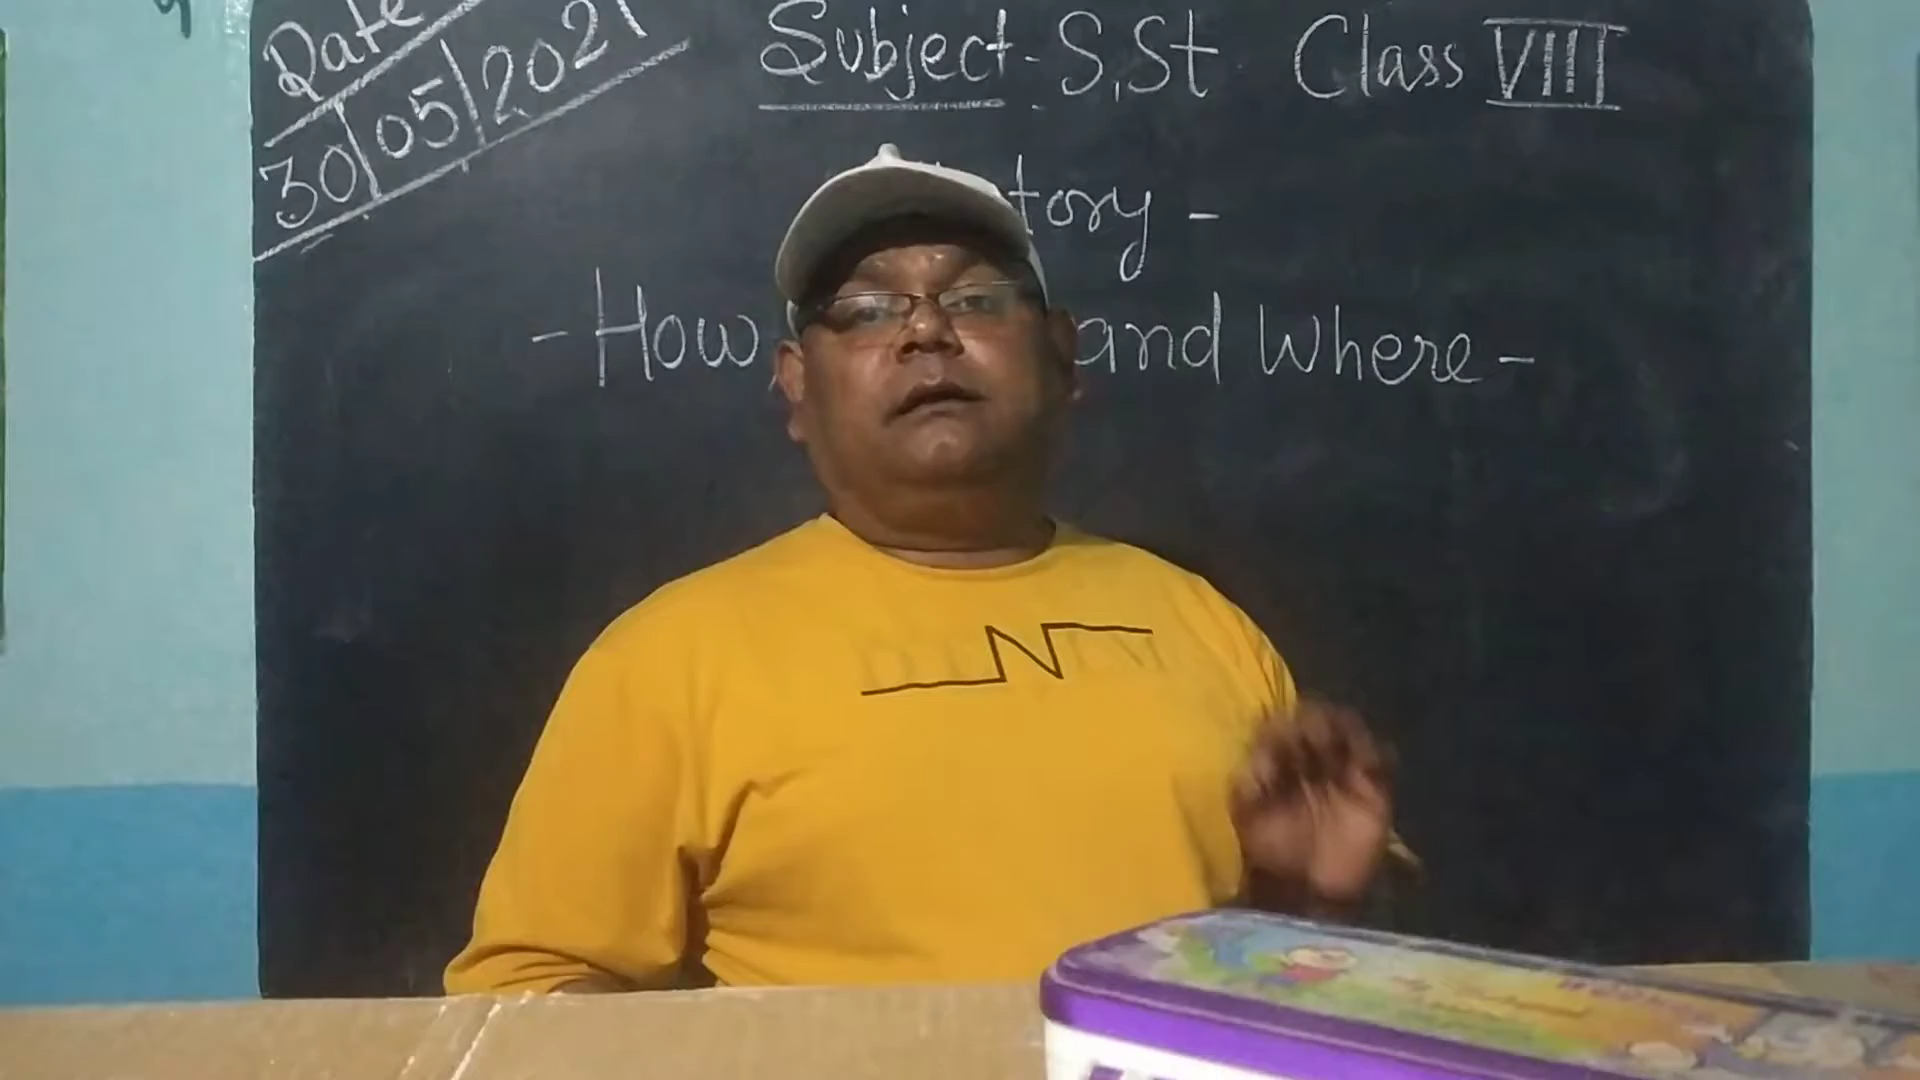 Date
30/05/2021
Subject:- S.St Class VIII
tory -
- How, and Where -